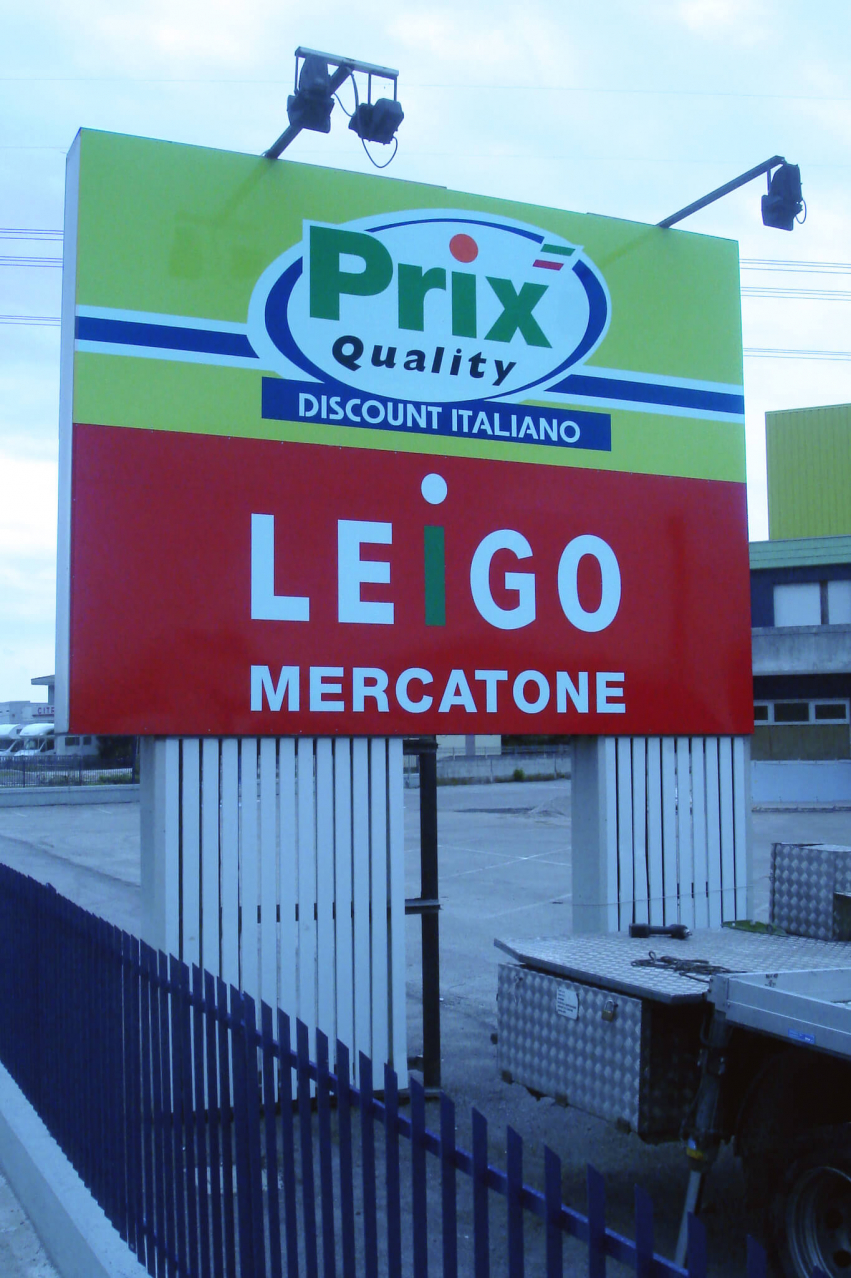 Prix
Quality
DISCOUNT ITALIANO
LEiGO
MERCATONE